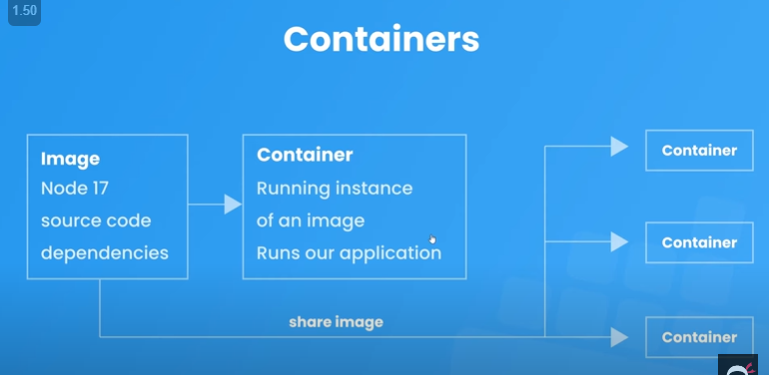 1.50
Containers
Image
Node 17
source code
dependencies
Container
Running instance
of an image
Runs our application
share image
Container
Container
Container